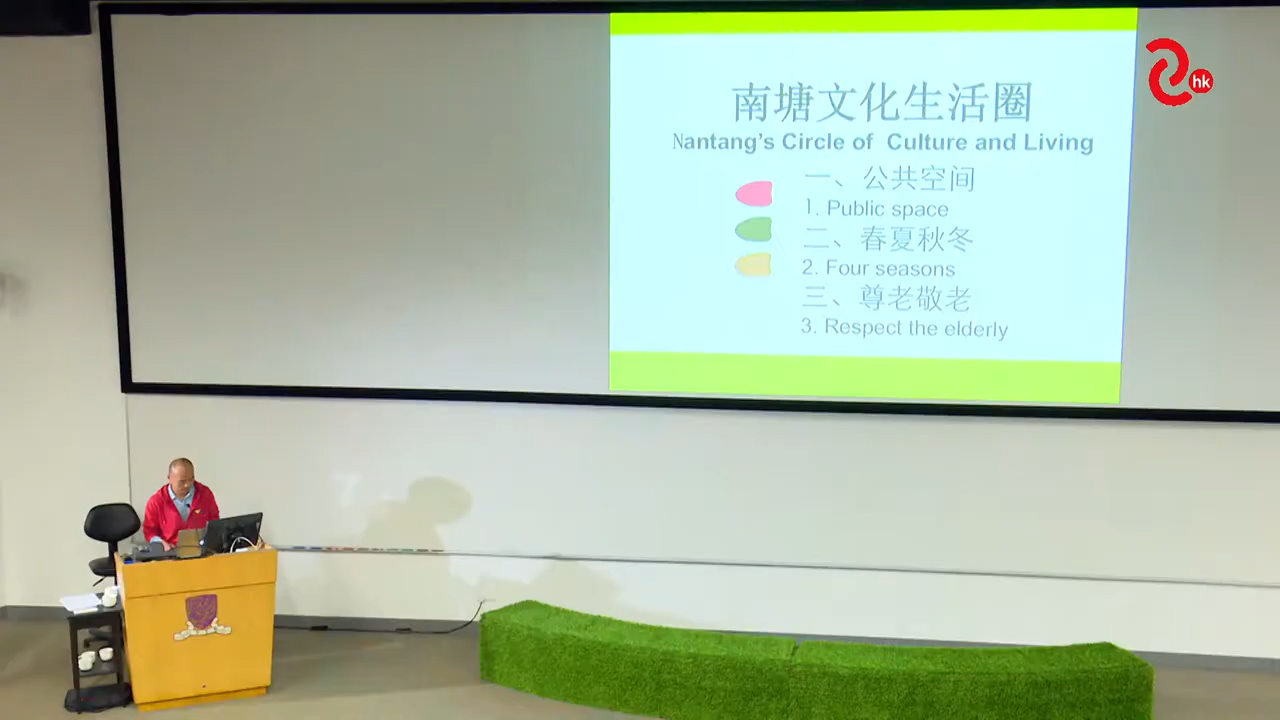 南塘文化生活圈
Nantang's Circle of Culture and Living
一、公共空间
1. Public space
二、春夏秋冬
2. Four seasons
三、尊老敬老
3. Respect the elderly
hk